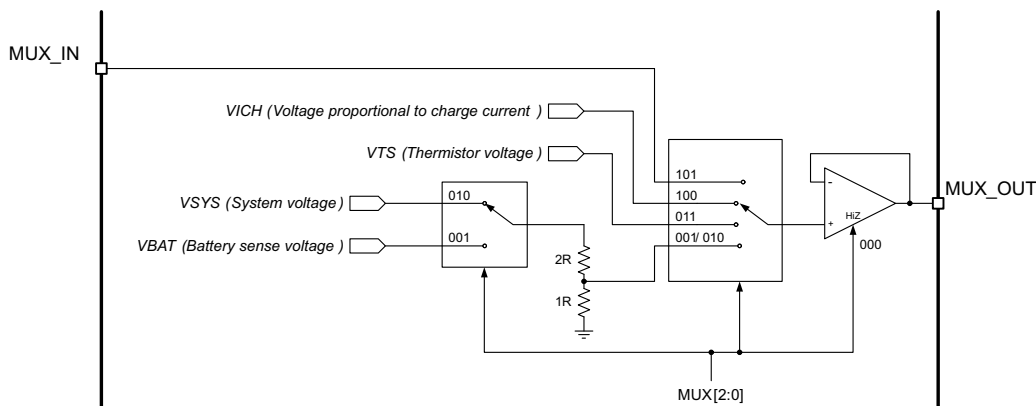 MUX_IN
VICH (Voltage proportional to charge current )
VTS (Thermistor voltage )
VSYS (System voltage )
VBAT (Battery sense voltage )
010
001
2R
1R
101
100
011
001/ 010
-
+
HiZ
000
MUX_OUT
MUX[2:0]